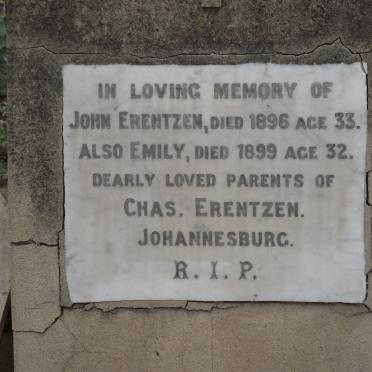 IN LOVING MEMORY OF
JOHN ERENTZEN, DIED 1896 AGE 33.
ALSO EMILY, DIED 1899 AGE 32.
DEARLY LOVED PARENTS OF
CHAS. ERENTZEN.
JOHANNESBURG.
R. I. P.